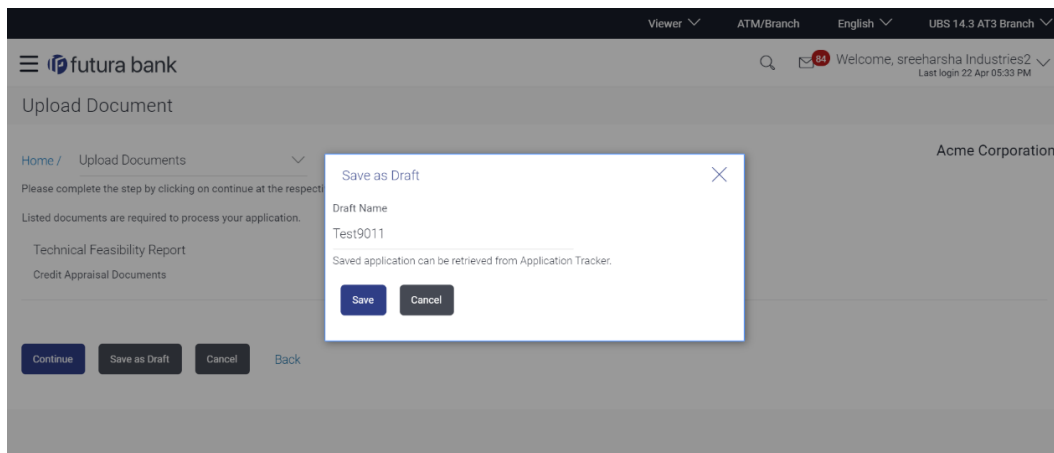 Viewer ATM/Branch English UBS 14.3 AT3 Branch
futura bank 84 Welcome, sreeharsha Industries2
Last login 22 Apr 05:33 PM
Upload Document
Home / Upload Documents
Acme Corporation
Please complete the step by clicking on continue at the
Listed documents are required to process your application.
Technical Feasibility Report
Credit Appraisal Documents
Save as Draft
Draft Name
Test9011
Saved application can be retrieved from Application Tracker.
Save Cancel
Continue Save as Draft Cancel Back